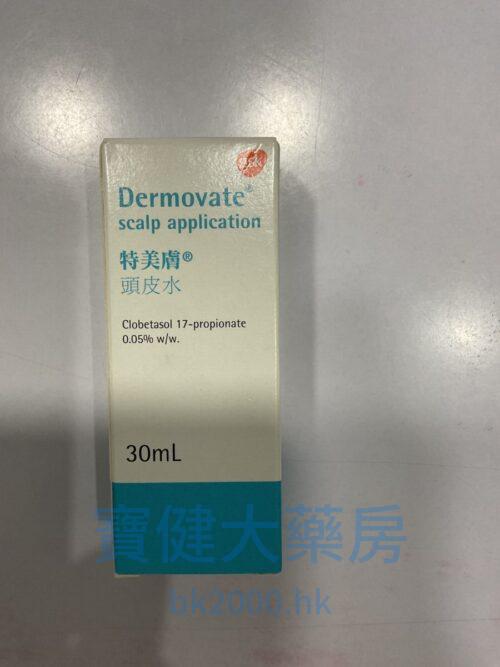 gsk
Dermovate®
scalp application
特美膚®
頭皮水
Clobetasol 17-propionate
0.05% w/w.
30mL
寶健大藥房
bk2000.hk